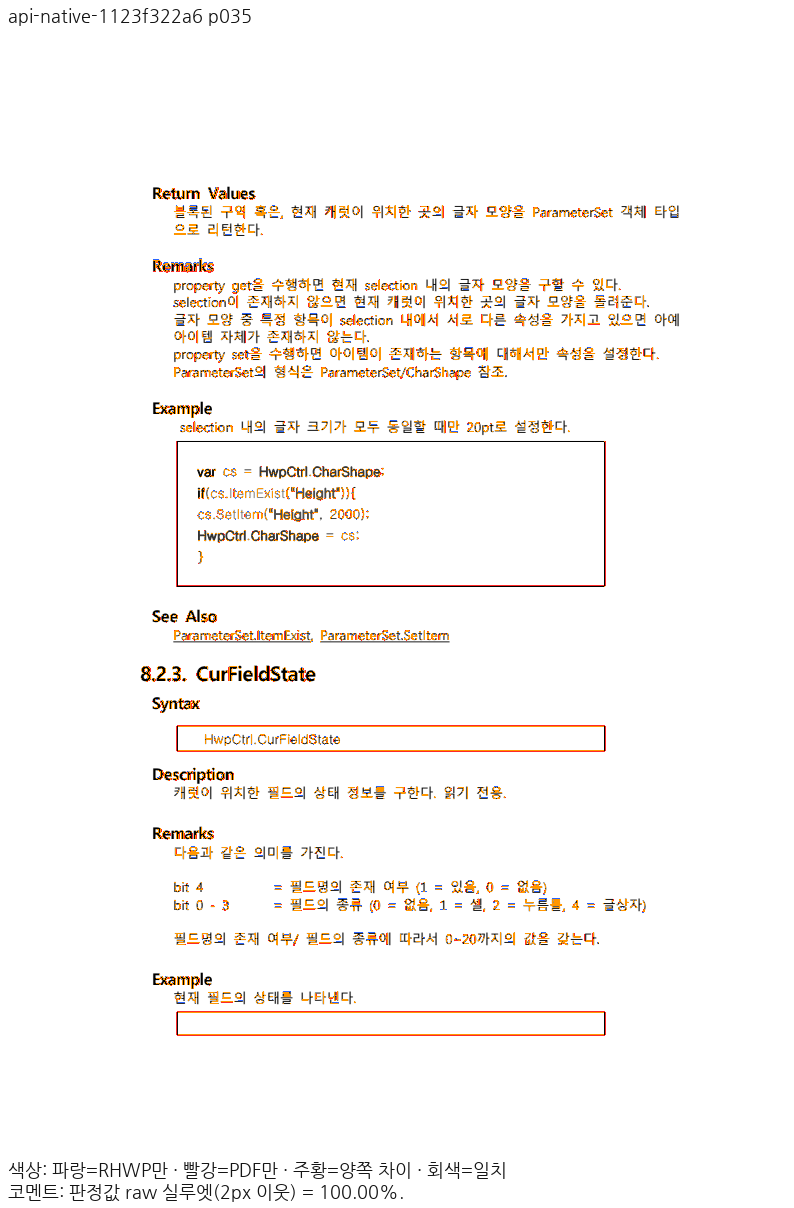 api-native-1123f322a6 p035
Return Values
블록된 구역 혹은, 현재 캐럿이 위치한 곳의 글자 모양을 ParameterSet 객체 타입
으로 리턴한다.
Remarks
property get을 수행하면 현재 selection 내의 글자 모양을 구할 수 있다.
selection이 존재하지 않으면 현재 캐럿이 위치한 곳의 글자 모양을 돌려준다.
글자 모양 중 특정 항목이 selection 내에서 서로 다른 속성을 가지고 있으면 아예
아이템 자체가 존재하지 않는다.
property set을 수행하면 아이템이 존재하는 항목에 대해서만 속성을 설정한다.
ParameterSet의 형식은 ParameterSet/CharShape 참조.
Example
selection 내의 글자 크기가 모두 동일할 때만 20pt로 설정한다.
var cs = HwpCtrl.CharShape;
if(cs.ItemExist("Height")){
cs.SetItem("Height", 2000);
HwpCtrl.CharShape = cs;
}
See Also
ParameterSet.ItemExist, ParameterSet.SetItem
8.2.3. CurFieldState
Syntax
HwpCtrl.CurFieldState
Description
캐럿이 위치한 필드의 상태 정보를 구한다. 읽기 전용.
Remarks
다음과 같은 의미를 가진다.
bit 4 = 필드명의 존재 여부 (1 = 있음, 0 = 없음)
bit 0 - 3 = 필드의 종류 (0 = 없음, 1 = 셀, 2 = 누름틀, 4 = 글상자)
필드명의 존재 여부/ 필드의 종류에 따라서 0~20까지의 값을 갖는다.
Example
현재 필드의 상태를 나타낸다.
색상: 파랑=RHWP만 · 빨강=PDF만 · 주황=양쪽 차이 · 회색=일치
코멘트: 판정값 raw 실루엣(2px 이웃) = 100.00%.